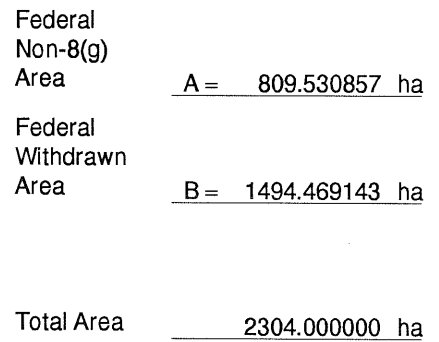 Federal
Non-8(g)
Area A = 809.530857 ha
Federal
Withdrawn
Area B = 1494.469143 ha
Total Area 2304.000000 ha